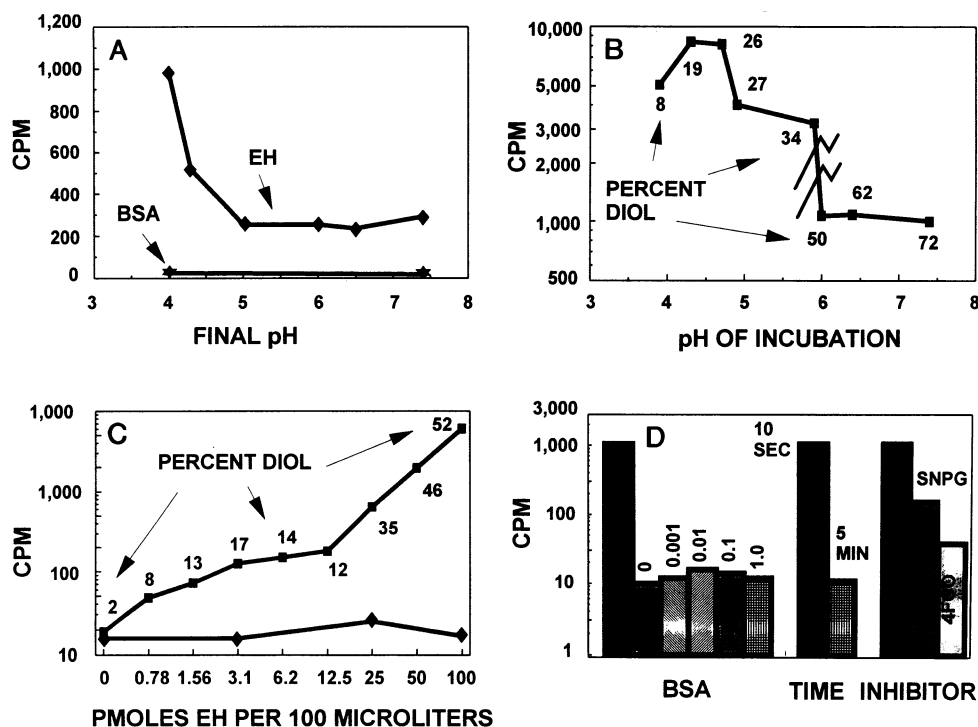 A
1,200
1,000
800
600
400
200
0
CPM
EH
BSA
3 4 5 6 7 8
FINAL pH
B
10,000
5,000
3,000
2,000
1,000
500
CPM
8
19
26
27
34
50
62
72
PERCENT
DIOL
3 4 5 6 7 8
pH OF INCUBATION
C
1,000
1,000
100
10
CPM
PERCENT DIOL
2
8
13
17
14
12
35
46
52
0 0.78 1.56 3.1 6.2 12.5 25 50 100
PMOLES EH PER 100 MICROLITERS
D
3,000
1,000
100
10
1
CPM
0
0.001
0.01
0.1
1.0
10
SEC
5
MIN
SNPG
BSA TIME INHIBITOR